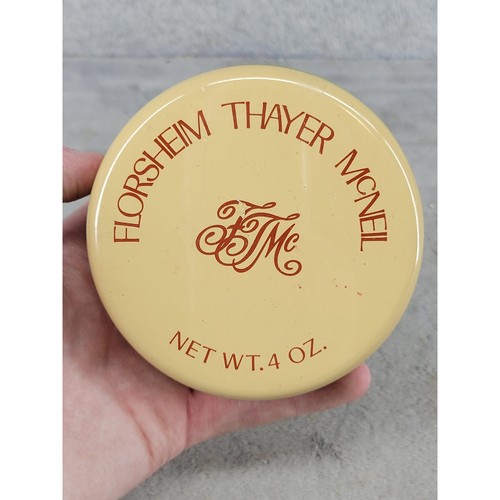 FLORSHEIM THAYER McNEIL
FTMc
NET WT. 4 OZ.